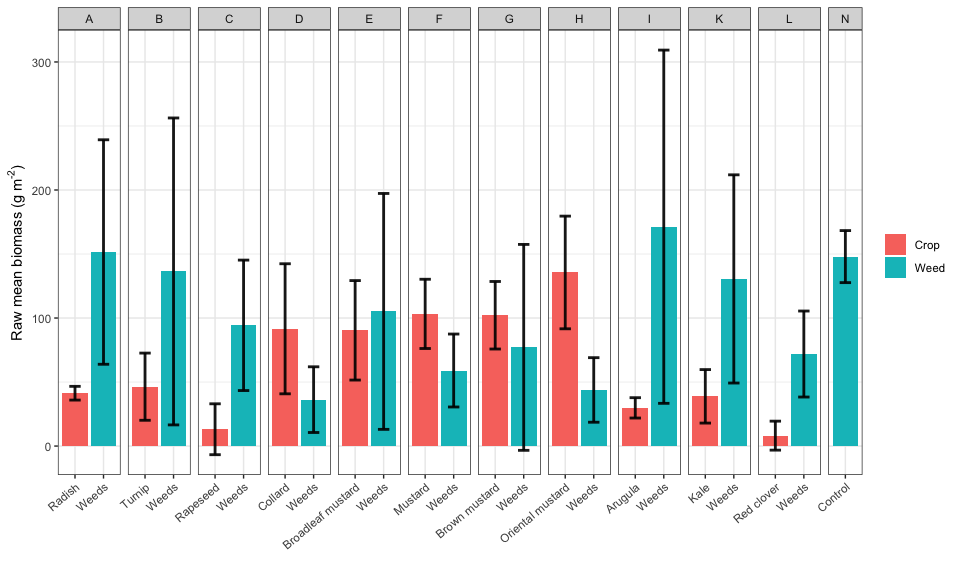 A B C D E F G H I K L N
Raw mean biomass (g m⁻²)
300
200
100
0
Crop
Weed
Radish Weeds Turnip Weeds Rapeseed Weeds Collard Weeds Broadleaf mustard Weeds Mustard Weeds Brown mustard Weeds Oriental mustard Weeds Arugula Weeds Kale Weeds Red clover Weeds Control